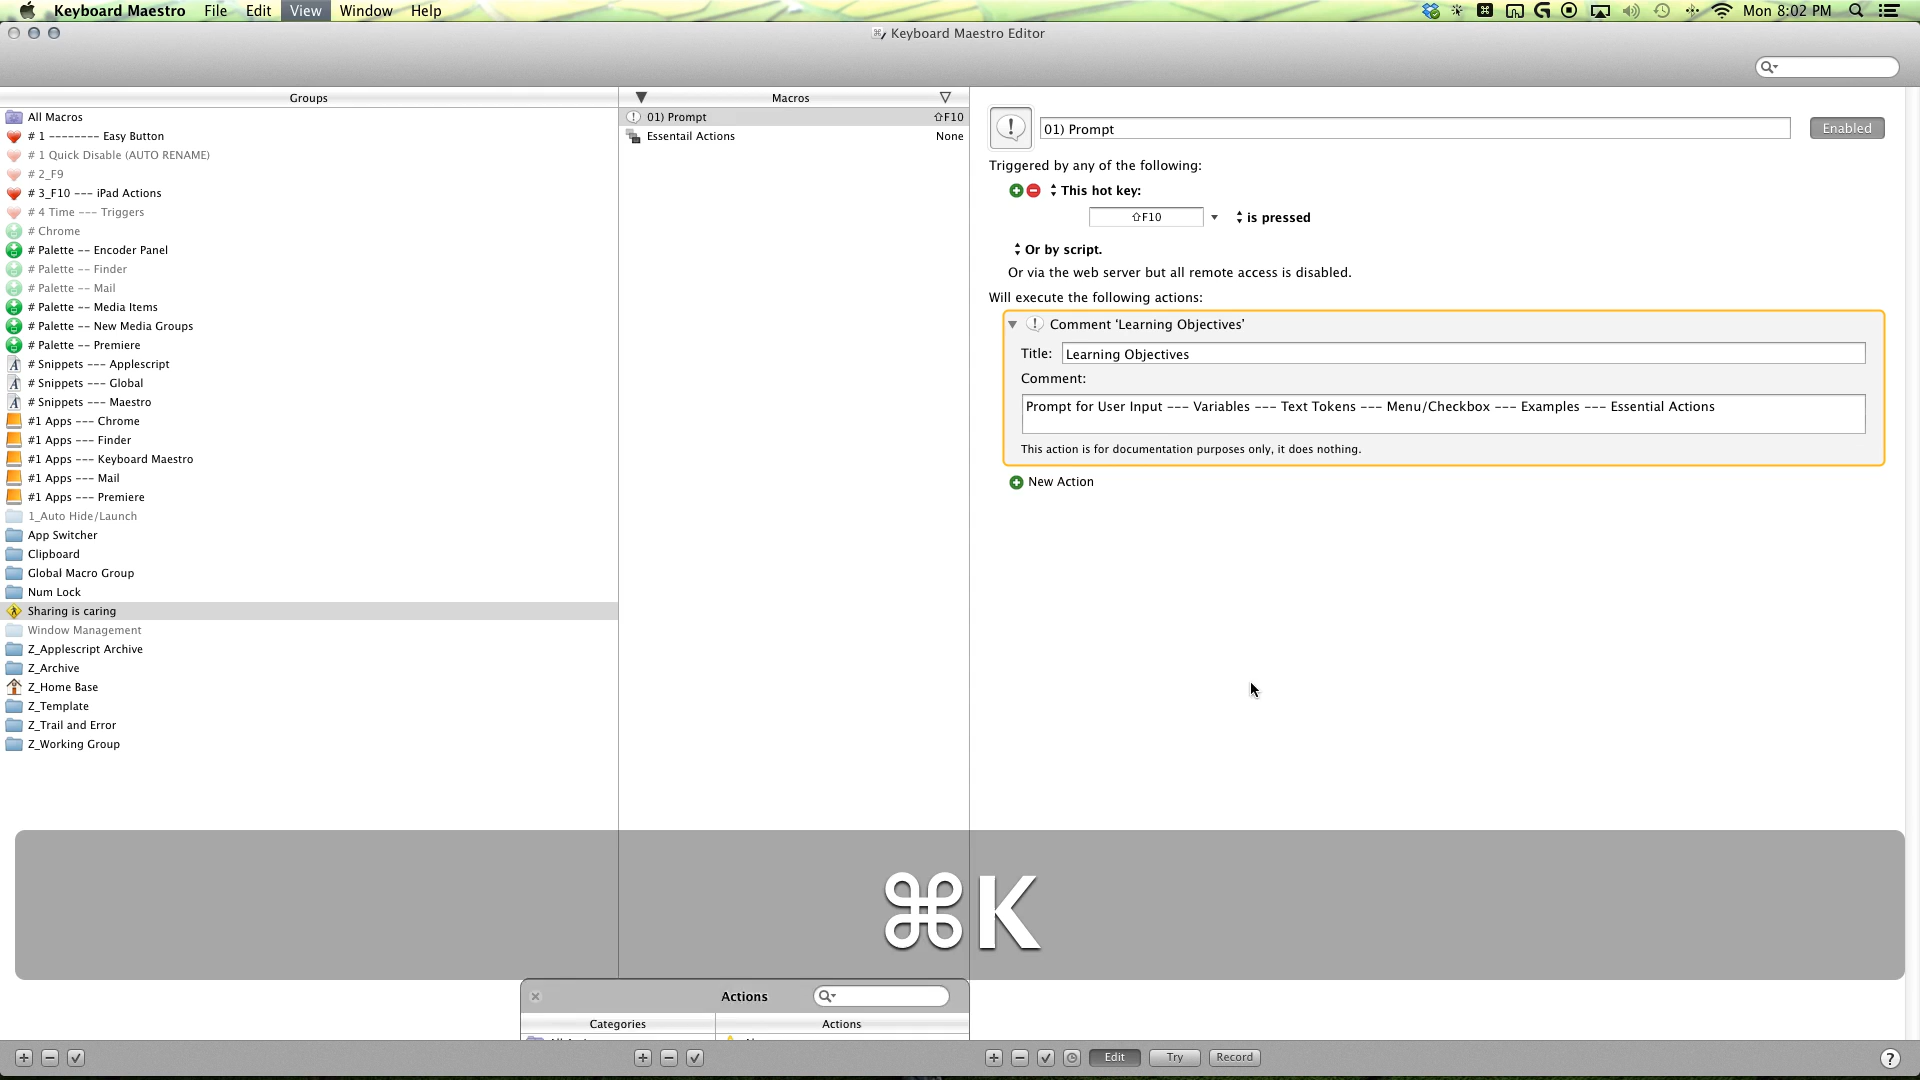 Keyboard Maestro File Edit View Window Help
Mon 8:02 PM
Keyboard Maestro Editor
Groups
All Macros
# 1 -------- Easy Button
# 1 Quick Disable (AUTO RENAME)
# 2_F9
# 3_F10 --- iPad Actions
# 4 Time --- Triggers
# Chrome
# Palette -- Encoder Panel
# Palette -- Finder
# Palette -- Mail
# Palette -- Media Items
# Palette -- New Media Groups
# Palette -- Premiere
# Snippets --- Applescript
# Snippets --- Global
# Snippets --- Maestro
#1 Apps --- Chrome
#1 Apps --- Finder
#1 Apps --- Keyboard Maestro
#1 Apps --- Mail
#1 Apps --- Premiere
1_Auto Hide/Launch
App Switcher
Clipboard
Global Macro Group
Num Lock
Sharing is caring
Window Management
Z_Applescript Archive
Z_Archive
Z_Home Base
Z_Template
Z_Trail and Error
Z_Working Group
Macros
01) Prompt ⇧F10
Essentail Actions None
01) Prompt
Enabled
Triggered by any of the following:
This hot key:
⇧F10 is pressed
Or by script.
Or via the web server but all remote access is disabled.
Will execute the following actions:
Comment ‘Learning Objectives’
Title: Learning Objectives
Comment:
Prompt for User Input --- Variables --- Text Tokens --- Menu/Checkbox --- Examples --- Essential Actions
This action is for documentation purposes only, it does nothing.
New Action
⌘K
Actions
Categories Actions
Edit Try Record ?